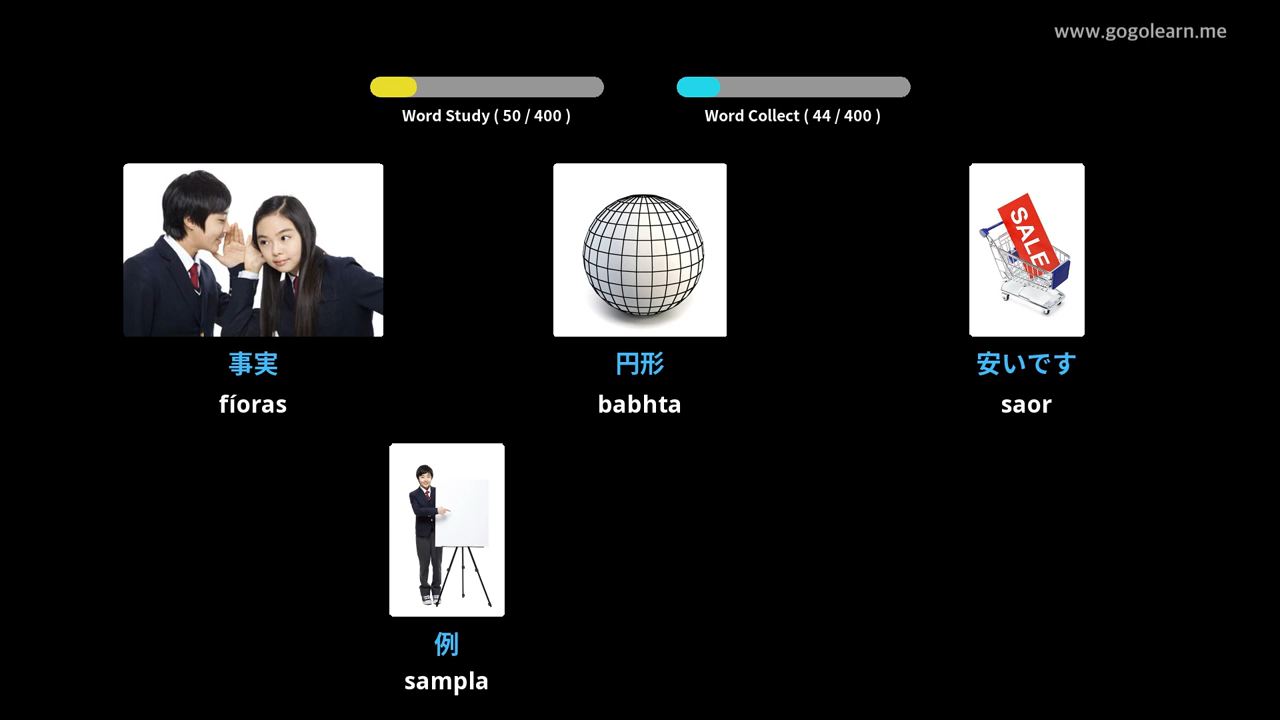 www.gogolearn.me
Word Study ( 50 / 400 )
Word Collect ( 44 / 400 )
SALE
事実
fíoras
円形
babhta
安いです
saor
例
sampla